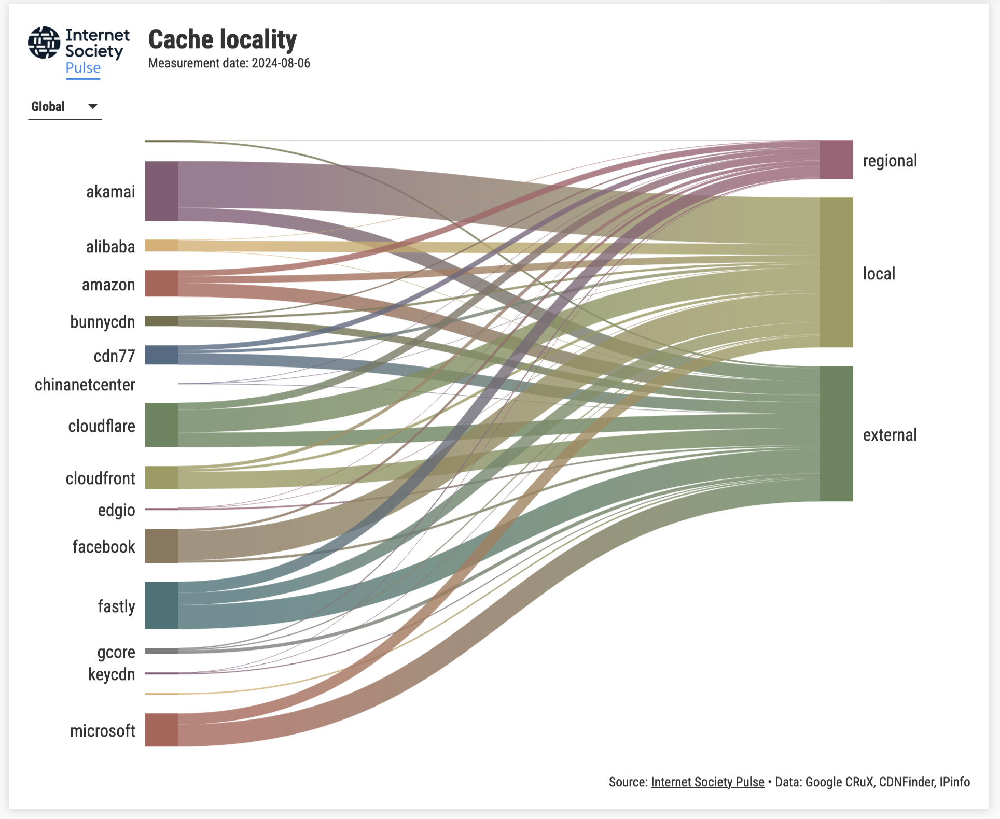 Internet
Society
Pulse
Cache locality
Measurement date: 2024-08-06
Global
akamai
alibaba
amazon
bunnycdn
cdn77
chinanetcenter
cloudflare
cloudfront
edgio
facebook
fastly
gcore
keycdn
microsoft
regional
local
external
Source: Internet Society Pulse • Data: Google CRuX, CDNFinder, IPinfo